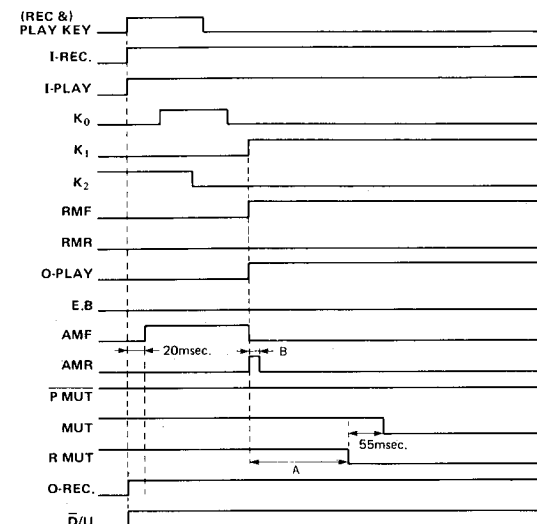 (REC &)
PLAY KEY
I-REC.
I-PLAY
K₀
K₁
K₂
RMF
RMR
O-PLAY
E.B
AMF
20msec.
B
AMR
P MUT
MUT
55msec.
R MUT
A
O-REC.
D/U